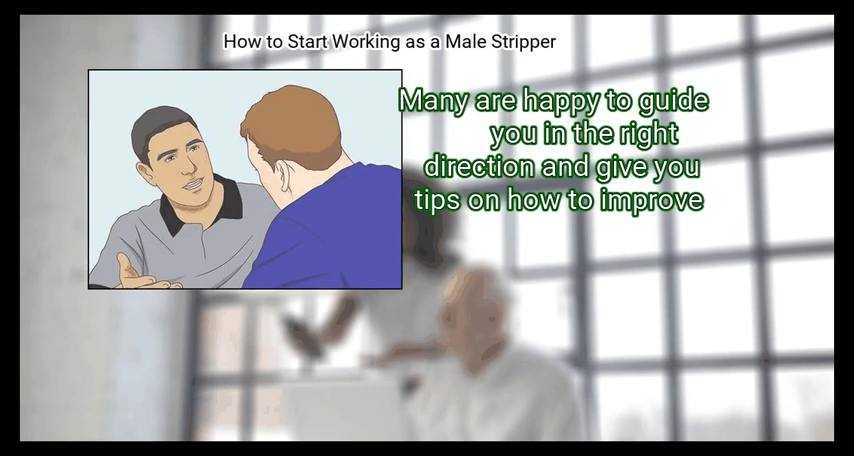 How to Start Working as a Male Stripper
Many are happy to guide
you in the right
direction and give you
tips on how to improve